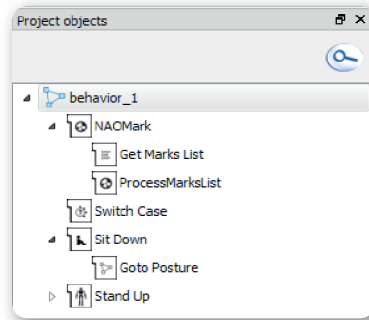 Project objects
behavior_1
NAOMark
Get Marks List
ProcessMarksList
Switch Case
Sit Down
Goto Posture
Stand Up